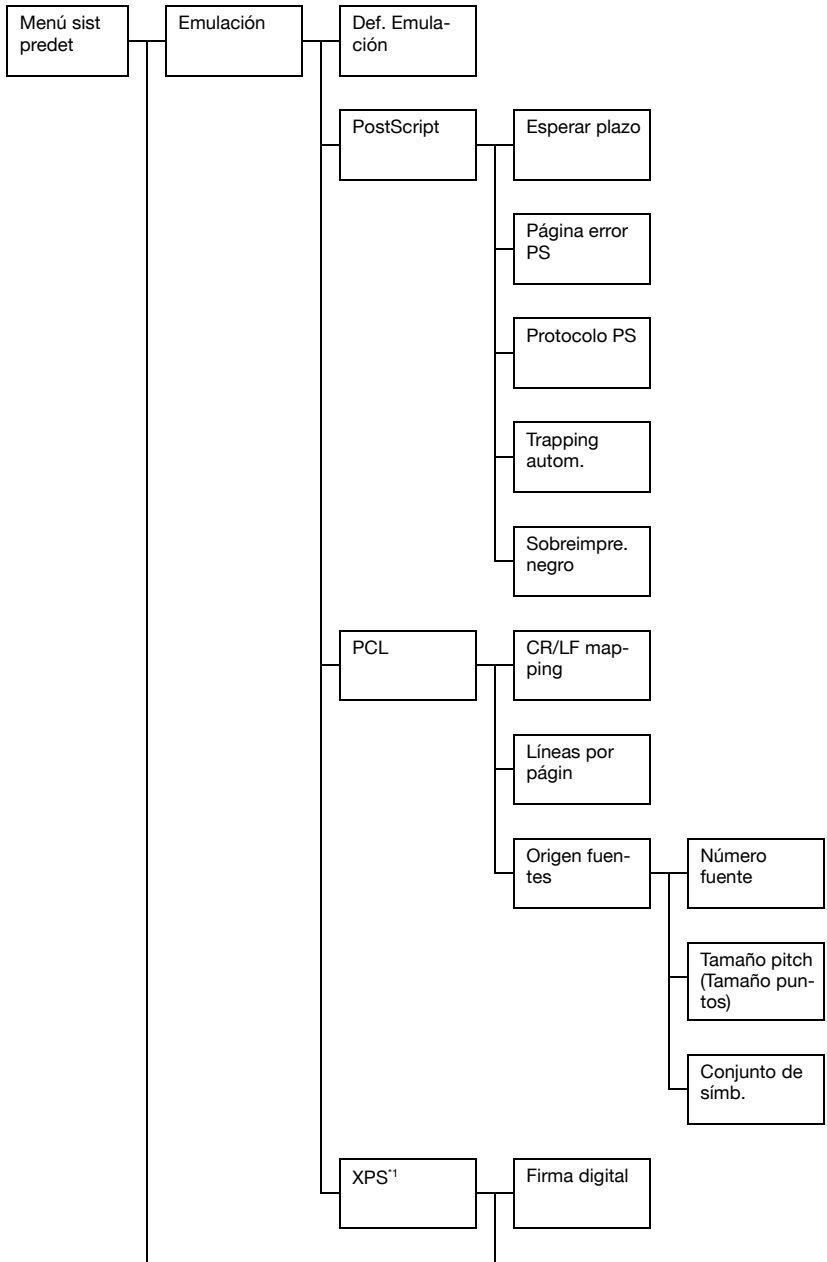 Menú sist
predet
Emulación
Def. Emula-
ción
PostScript
Esperar plazo
Página error
PS
Protocolo PS
Trapping
autom.
Sobreimpre.
negro
PCL
CR/LF map-
ping
Líneas por
págin
Origen fuen-
tes
Número
fuente
Tamaño pitch
(Tamaño pun-
tos)
Conjunto de
símb.
XPS*1
Firma digital